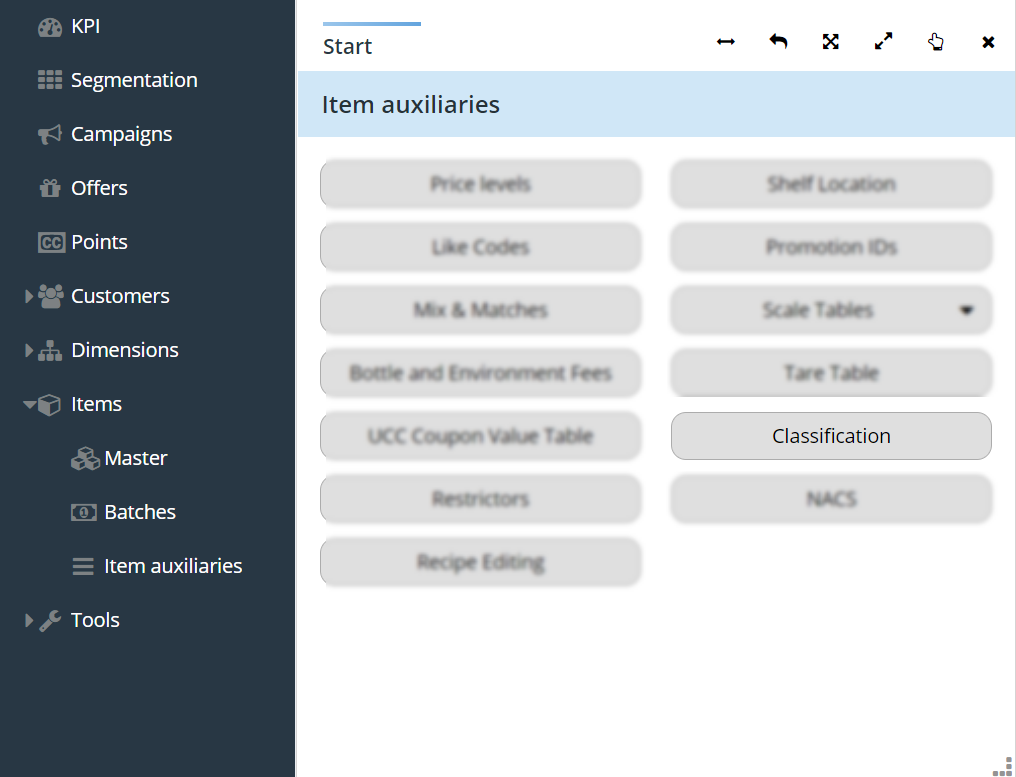 KPI
Segmentation
Campaigns
Offers
Points
Customers
Dimensions
Items
Master
Batches
Item auxiliaries
Tools
Start
Item auxiliaries
Price levels
Shelf Location
Like Codes
Promotion IDs
Mix & Matches
Scale Tables
Bottle and Environment Fees
Tare Table
UCC Coupon Value Table
Classification
Restrictors
NACS
Recipe Editing